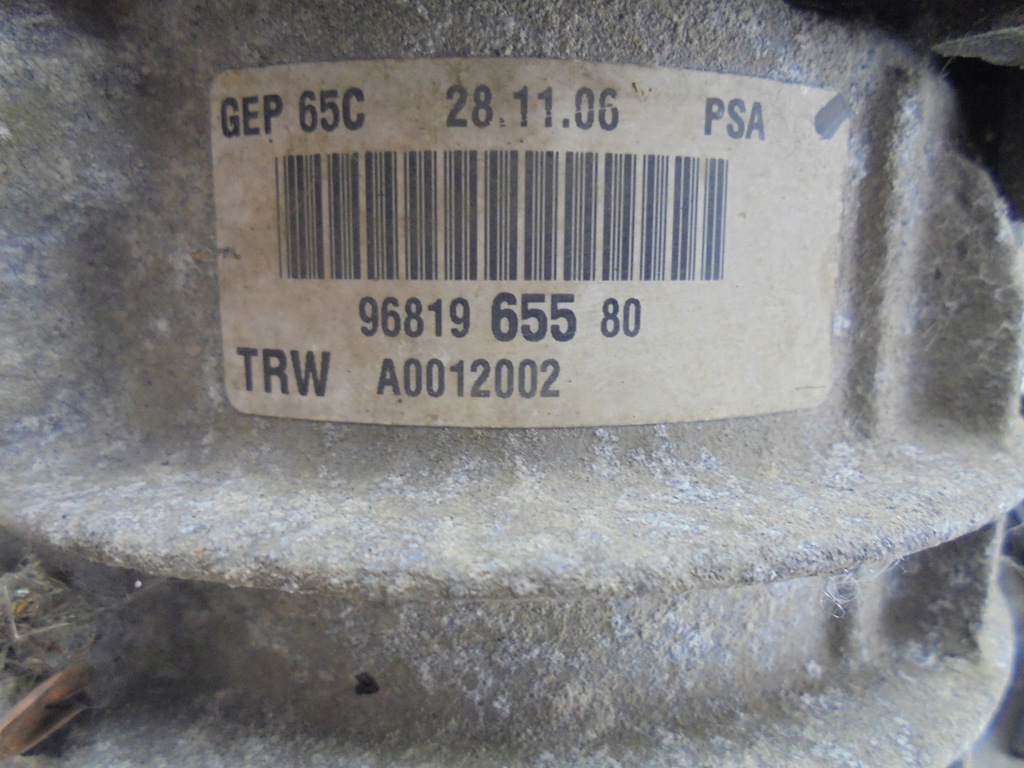 GEP 65C 28.11.06 PSA
96819 655 80
TRW A0012002